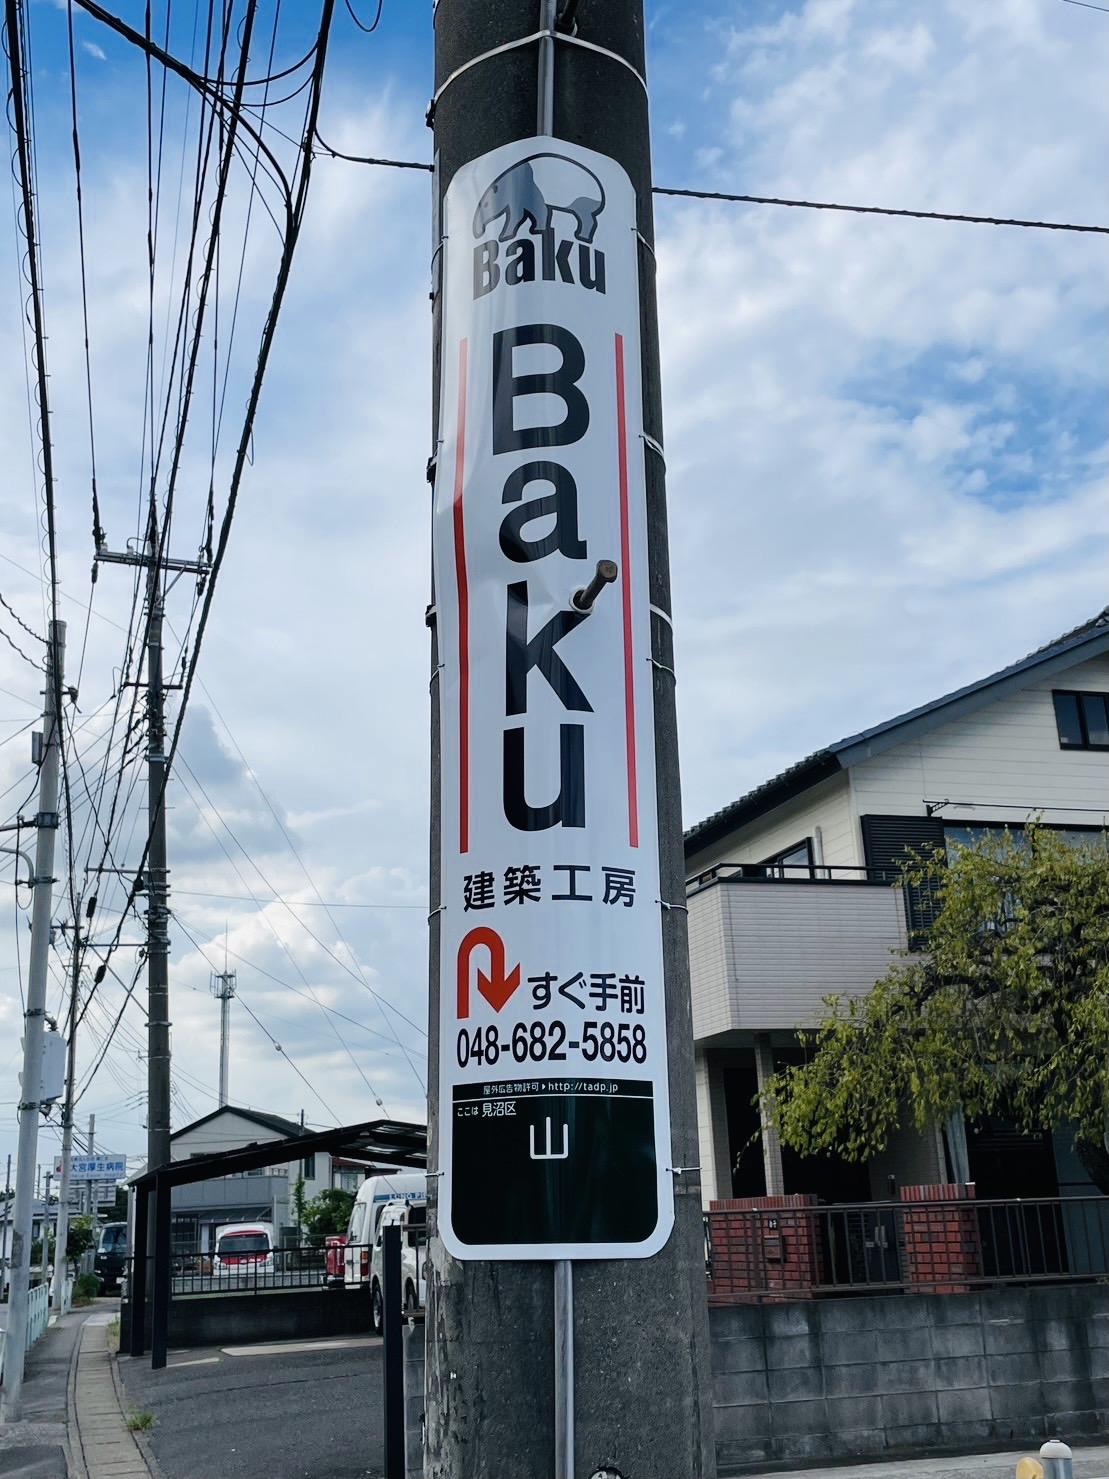 Baku
Baku
建築工房
すぐ手前
048-682-5858
屋外広告物許可▶http://tadp.jp
ここは 見沼区
山
大宮厚生病院